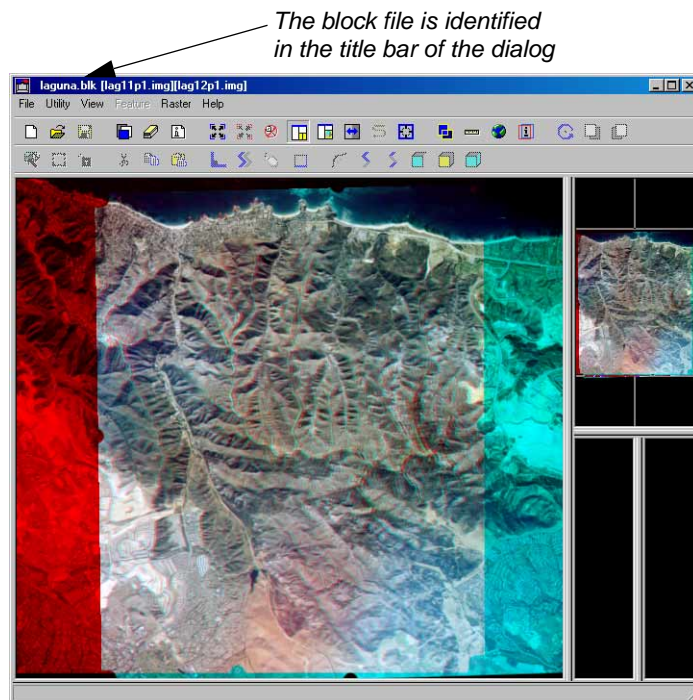 The block file is identified
in the title bar of the dialog
laguna.blk [lag11p1.img][lag12p1.img]
File Utility View Feature Raster Help